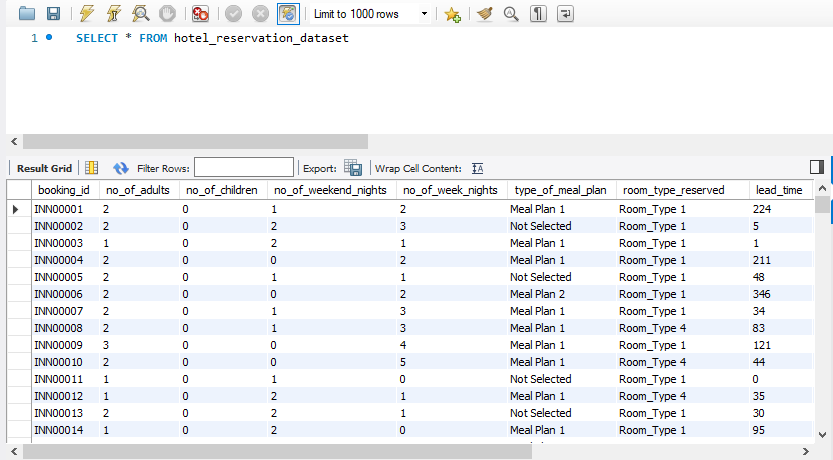 Limit to 1000 rows
1 SELECT * FROM hotel_reservation_dataset
Result Grid Filter Rows: Export: Wrap Cell Content: IA
booking_id no_of_adults no_of_children no_of_weekend_nights no_of_week_nights type_of_meal_plan room_type_reserved lead_time
INN00001 2 0 1 2 Meal Plan 1 Room_Type 1 224
INN00002 2 0 2 3 Not Selected Room_Type 1 5
INN00003 1 0 2 1 Meal Plan 1 Room_Type 1 1
INN00004 2 0 0 2 Meal Plan 1 Room_Type 1 211
INN00005 2 0 1 1 Not Selected Room_Type 1 48
INN00006 2 0 0 2 Meal Plan 2 Room_Type 1 346
INN00007 2 0 1 3 Meal Plan 1 Room_Type 1 34
INN00008 2 0 1 3 Meal Plan 1 Room_Type 4 83
INN00009 3 0 0 4 Meal Plan 1 Room_Type 1 121
INN00010 2 0 0 5 Meal Plan 1 Room_Type 4 44
INN00011 1 0 1 0 Not Selected Room_Type 1 0
INN00012 1 0 2 1 Meal Plan 1 Room_Type 4 35
INN00013 2 0 2 1 Not Selected Room_Type 1 30
INN00014 1 0 2 0 Meal Plan 1 Room_Type 1 95